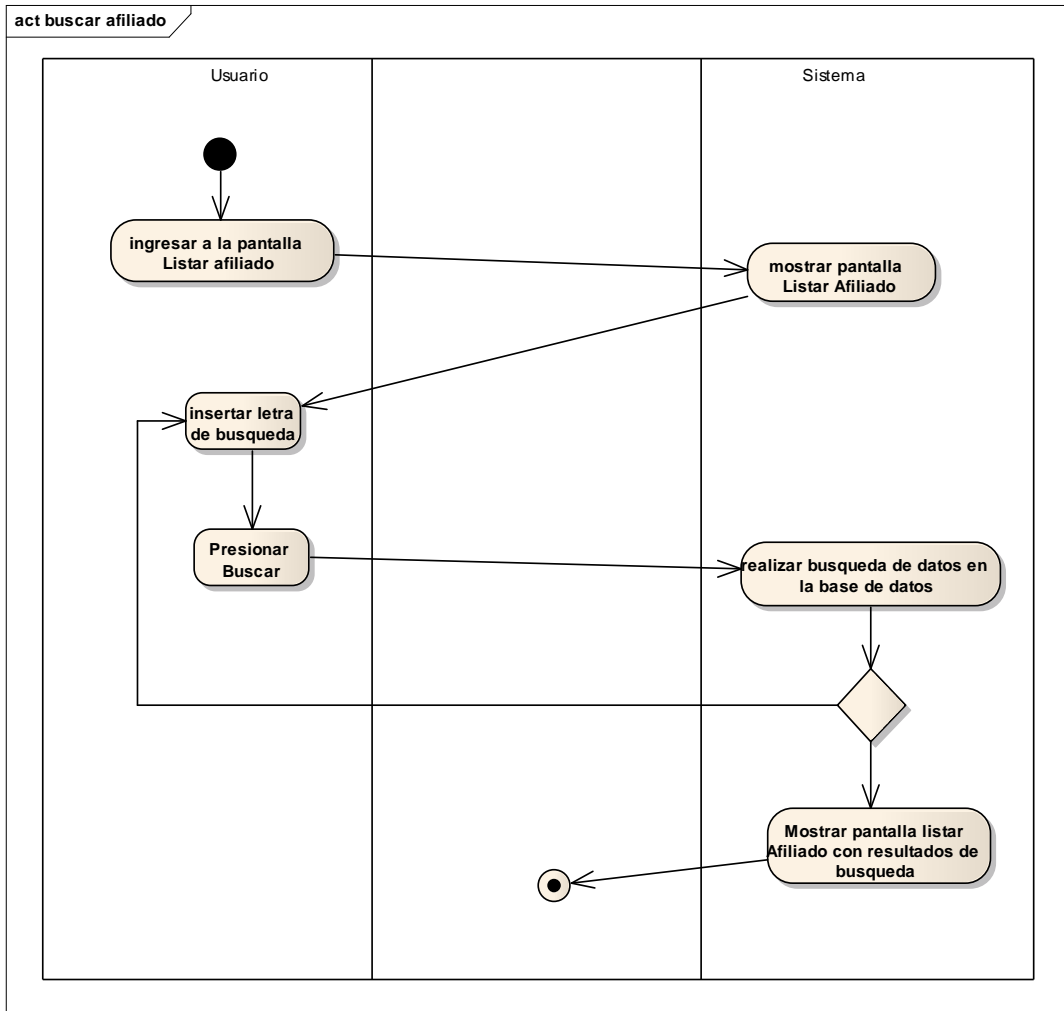 act buscar afiliado
Usuario
Sistema
ingresar a la pantalla
Listar afiliado
mostrar pantalla
Listar Afiliado
insertar letra
de busqueda
Presionar
Buscar
realizar busqueda de datos en
la base de datos
Mostrar pantalla listar
Afiliado con resultados de
busqueda